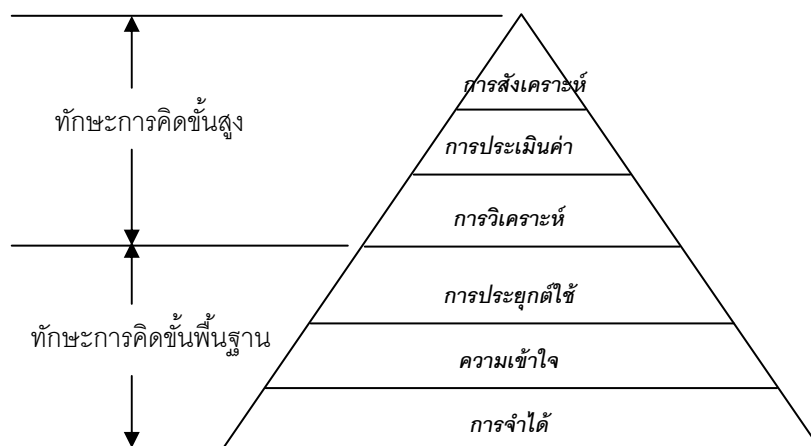 การสังเคราะห์
ทักษะการคิดขั้นสูง
การประเมินค่า
การวิเคราะห์
การประยุกต์ใช้
ทักษะการคิดขั้นพื้นฐาน
ความเข้าใจ
การจำได้